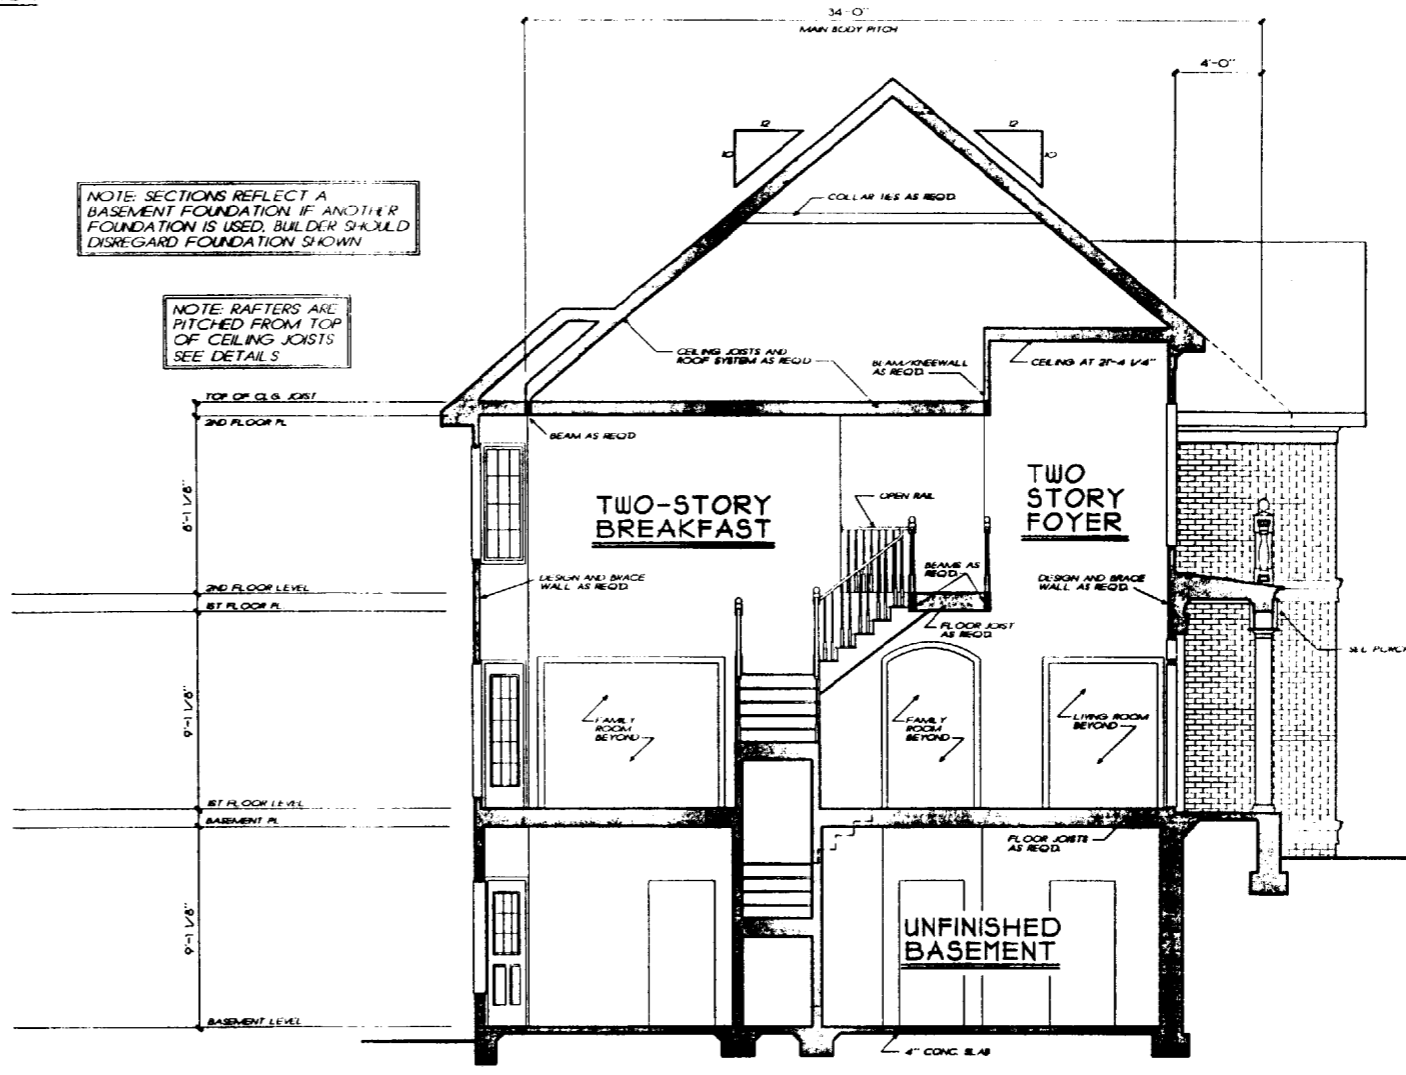 34'-0"
MAIN BODY PITCH
4'-0"
12
10
12
10
COLLAR TIES AS REQ'D.
NOTE: SECTIONS REFLECT A
BASEMENT FOUNDATION. IF ANOTHER
FOUNDATION IS USED, BUILDER SHOULD
DISREGARD FOUNDATION SHOWN
NOTE: RAFTERS ARE
PITCHED FROM TOP
OF CEILING JOISTS
SEE DETAILS
CEILING JOISTS AND
ROOF SYSTEM AS REQ'D
BEAM/KNEEWALL
AS REQ'D.
CEILING AT 21'-4 1/4"
TOP OF CLG. JOIST
2ND FLOOR PL
BEAM AS REQ'D
TWO-STORY
BREAKFAST
OPEN RAIL
TWO
STORY
FOYER
8'-1 1/8"
DESIGN AND BRACE
WALL AS REQ'D.
BEAMS AS
REQ'D.
DESIGN AND BRACE
WALL AS REQ'D.
2ND FLOOR LEVEL
1ST FLOOR PL
FLOOR JOIST
AS REQ'D.
SEE PORCH
9'-1 1/8"
FAMILY
ROOM
BEYOND
FAMILY
ROOM
BEYOND
LIVING ROOM
BEYOND
1ST FLOOR LEVEL
BASEMENT PL
FLOOR JOISTS
AS REQ'D.
9'-1 1/8"
UNFINISHED
BASEMENT
BASEMENT LEVEL
4" CONC. SLAB